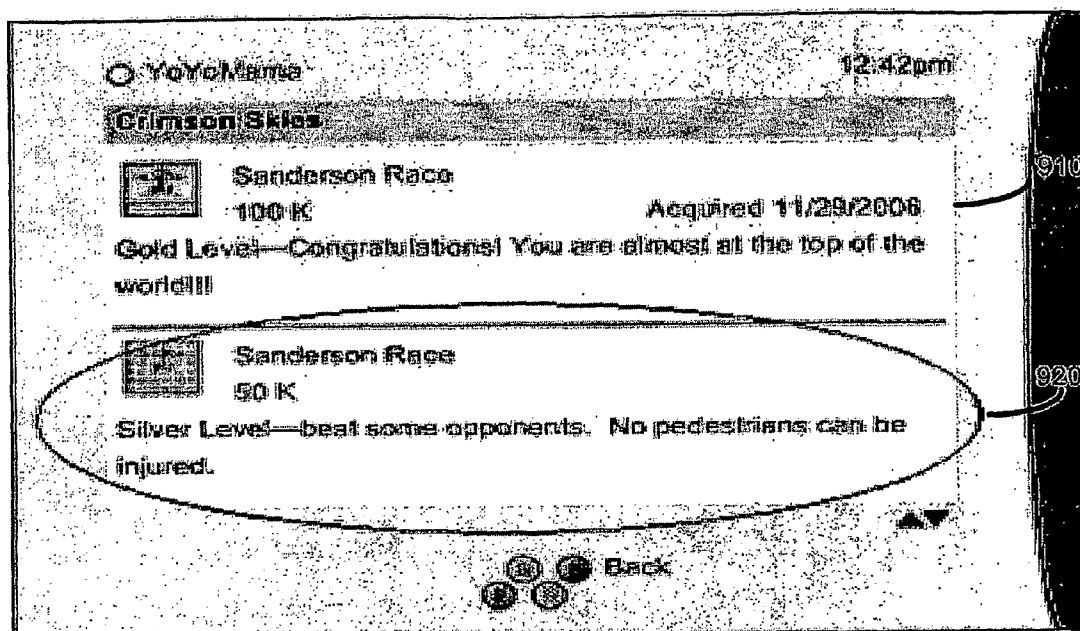 YoYoMama 12:42pm
Crimson Skies
910
Sanderson Race
100 K Acquired 11/29/2006
Gold Level—Congratulations! You are almost at the top of the
world!!!
920
Sanderson Race
50 K
Silver Level—beat some opponents. No pedestrians can be
injured.
Back